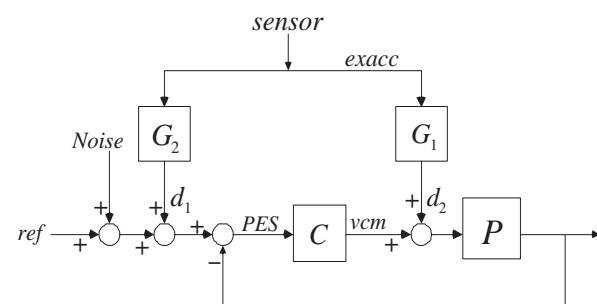 sensor
exacc
G₂
G₁
Noise
+ + d₁ + d₂
ref + + + PES C vcm + P
−